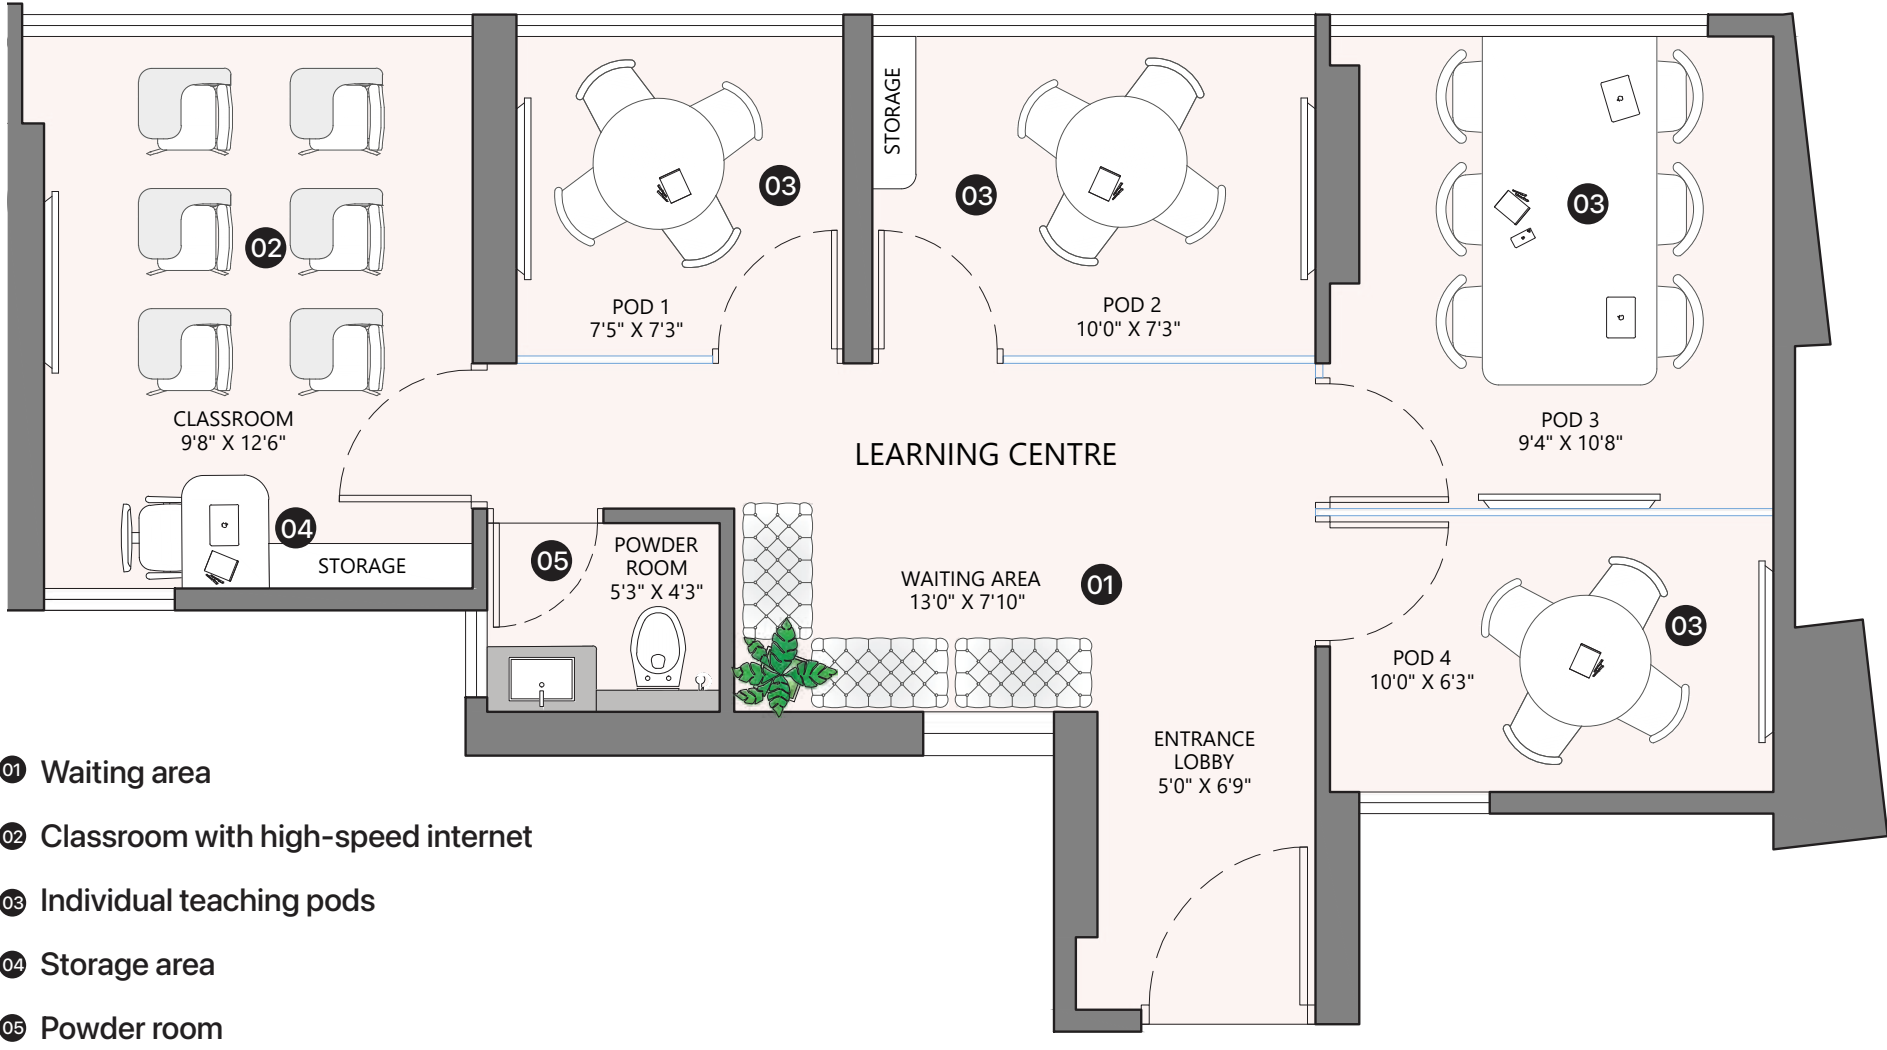 STORAGE
03
03
03
02
POD 1
7'5" X 7'3"
POD 2
10'0" X 7'3"
CLASSROOM
9'8" X 12'6"
POD 3
9'4" X 10'8"
LEARNING CENTRE
04
STORAGE
05
POWDER
ROOM
5'3" X 4'3"
WAITING AREA
13'0" X 7'10"
01
03
POD 4
10'0" X 6'3"
ENTRANCE
LOBBY
5'0" X 6'9"
01 Waiting area
02 Classroom with high-speed internet
03 Individual teaching pods
04 Storage area
05 Powder room